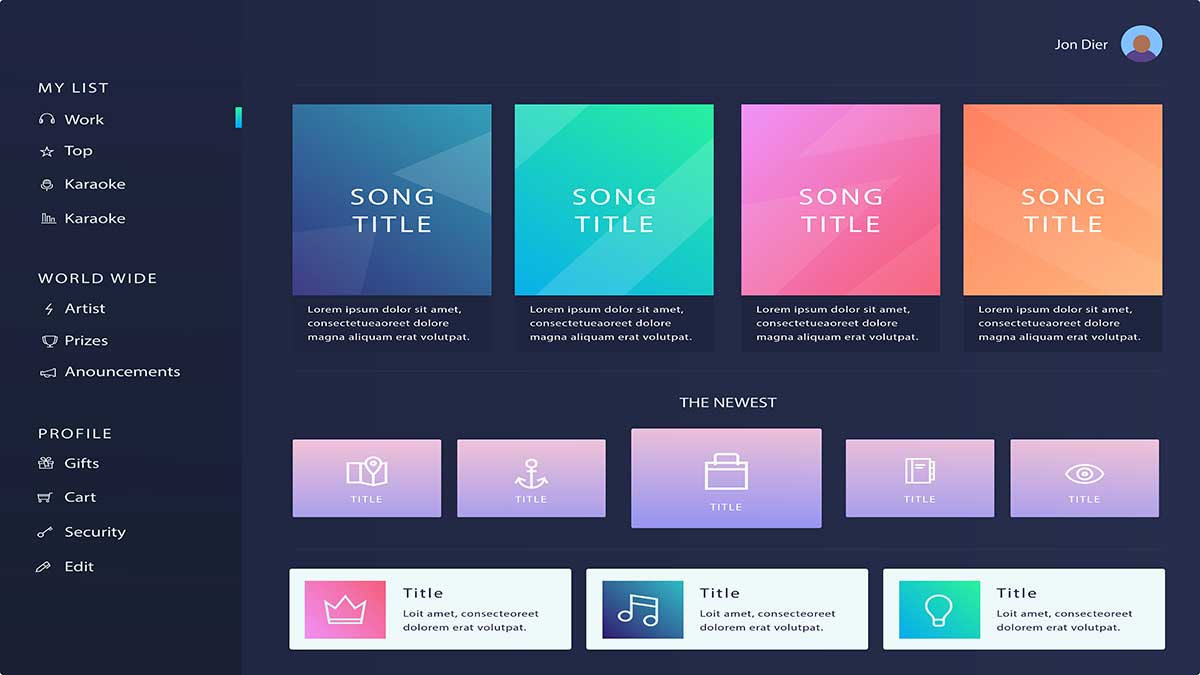 Jon Dier
MY LIST
Work
Top
Karaoke
Karaoke
WORLD WIDE
Artist
Prizes
Anouncements
PROFILE
Gifts
Cart
Security
Edit
SONG
TITLE
Lorem ipsum dolor sit amet,
consectetueaoreet dolore
magna aliquam erat volutpat.
SONG
TITLE
Lorem ipsum dolor sit amet,
consectetueaoreet dolore
magna aliquam erat volutpat.
SONG
TITLE
Lorem ipsum dolor sit amet,
consectetueaoreet dolore
magna aliquam erat volutpat.
SONG
TITLE
Lorem ipsum dolor sit amet,
consectetueaoreet dolore
magna aliquam erat volutpat.
THE NEWEST
TITLE
TITLE
TITLE
TITLE
TITLE
Title
Loit amet, consecteoreet
dolorem erat volutpat.
Title
Loit amet, consecteoreet
dolorem erat volutpat.
Title
Loit amet, consecteoreet
dolorem erat volutpat.